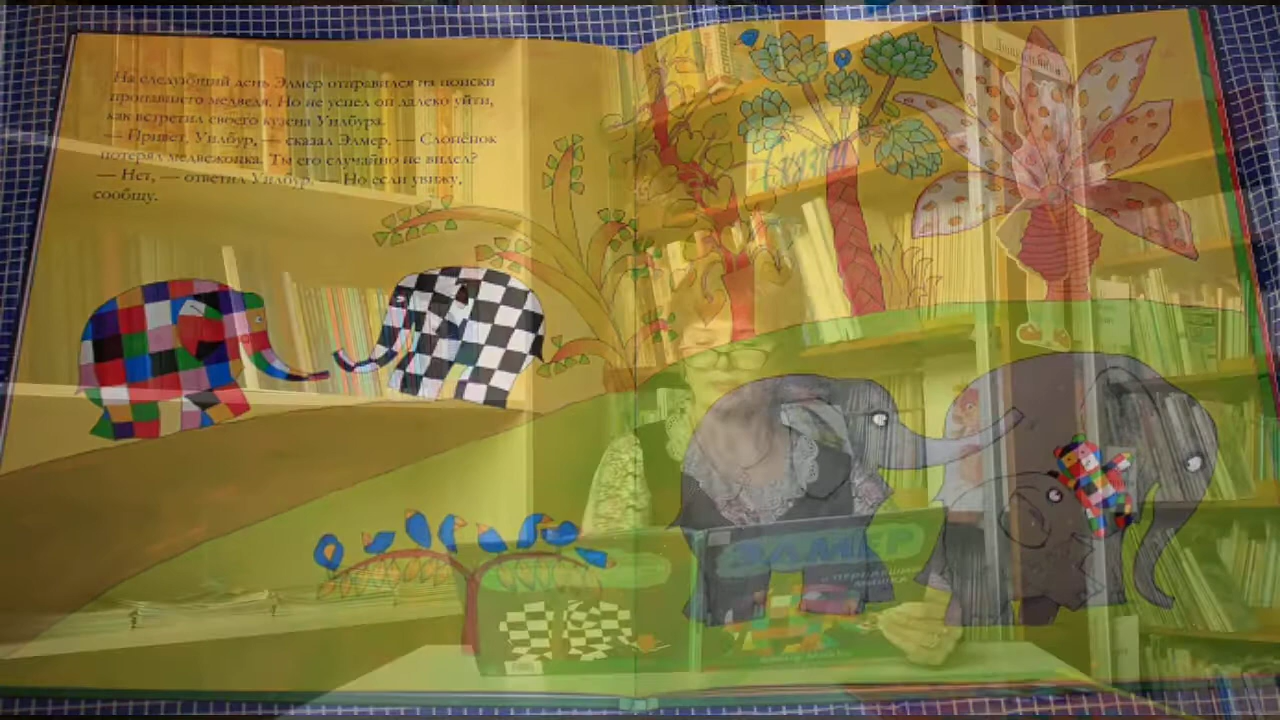 На следующий день Элмер отправился на поиски
пропавшего медведя. Но не успел он далеко уйти,
как встретил своего кузена Уилбура.
— Привет, Уилбур, — сказал Элмер. — Слонёнок
потерял медвежонка. Ты его случайно не видел?
— Нет, — ответил Уилбур. — Но если увижу,
сообщу.
Сказки
ЭЛМЕР